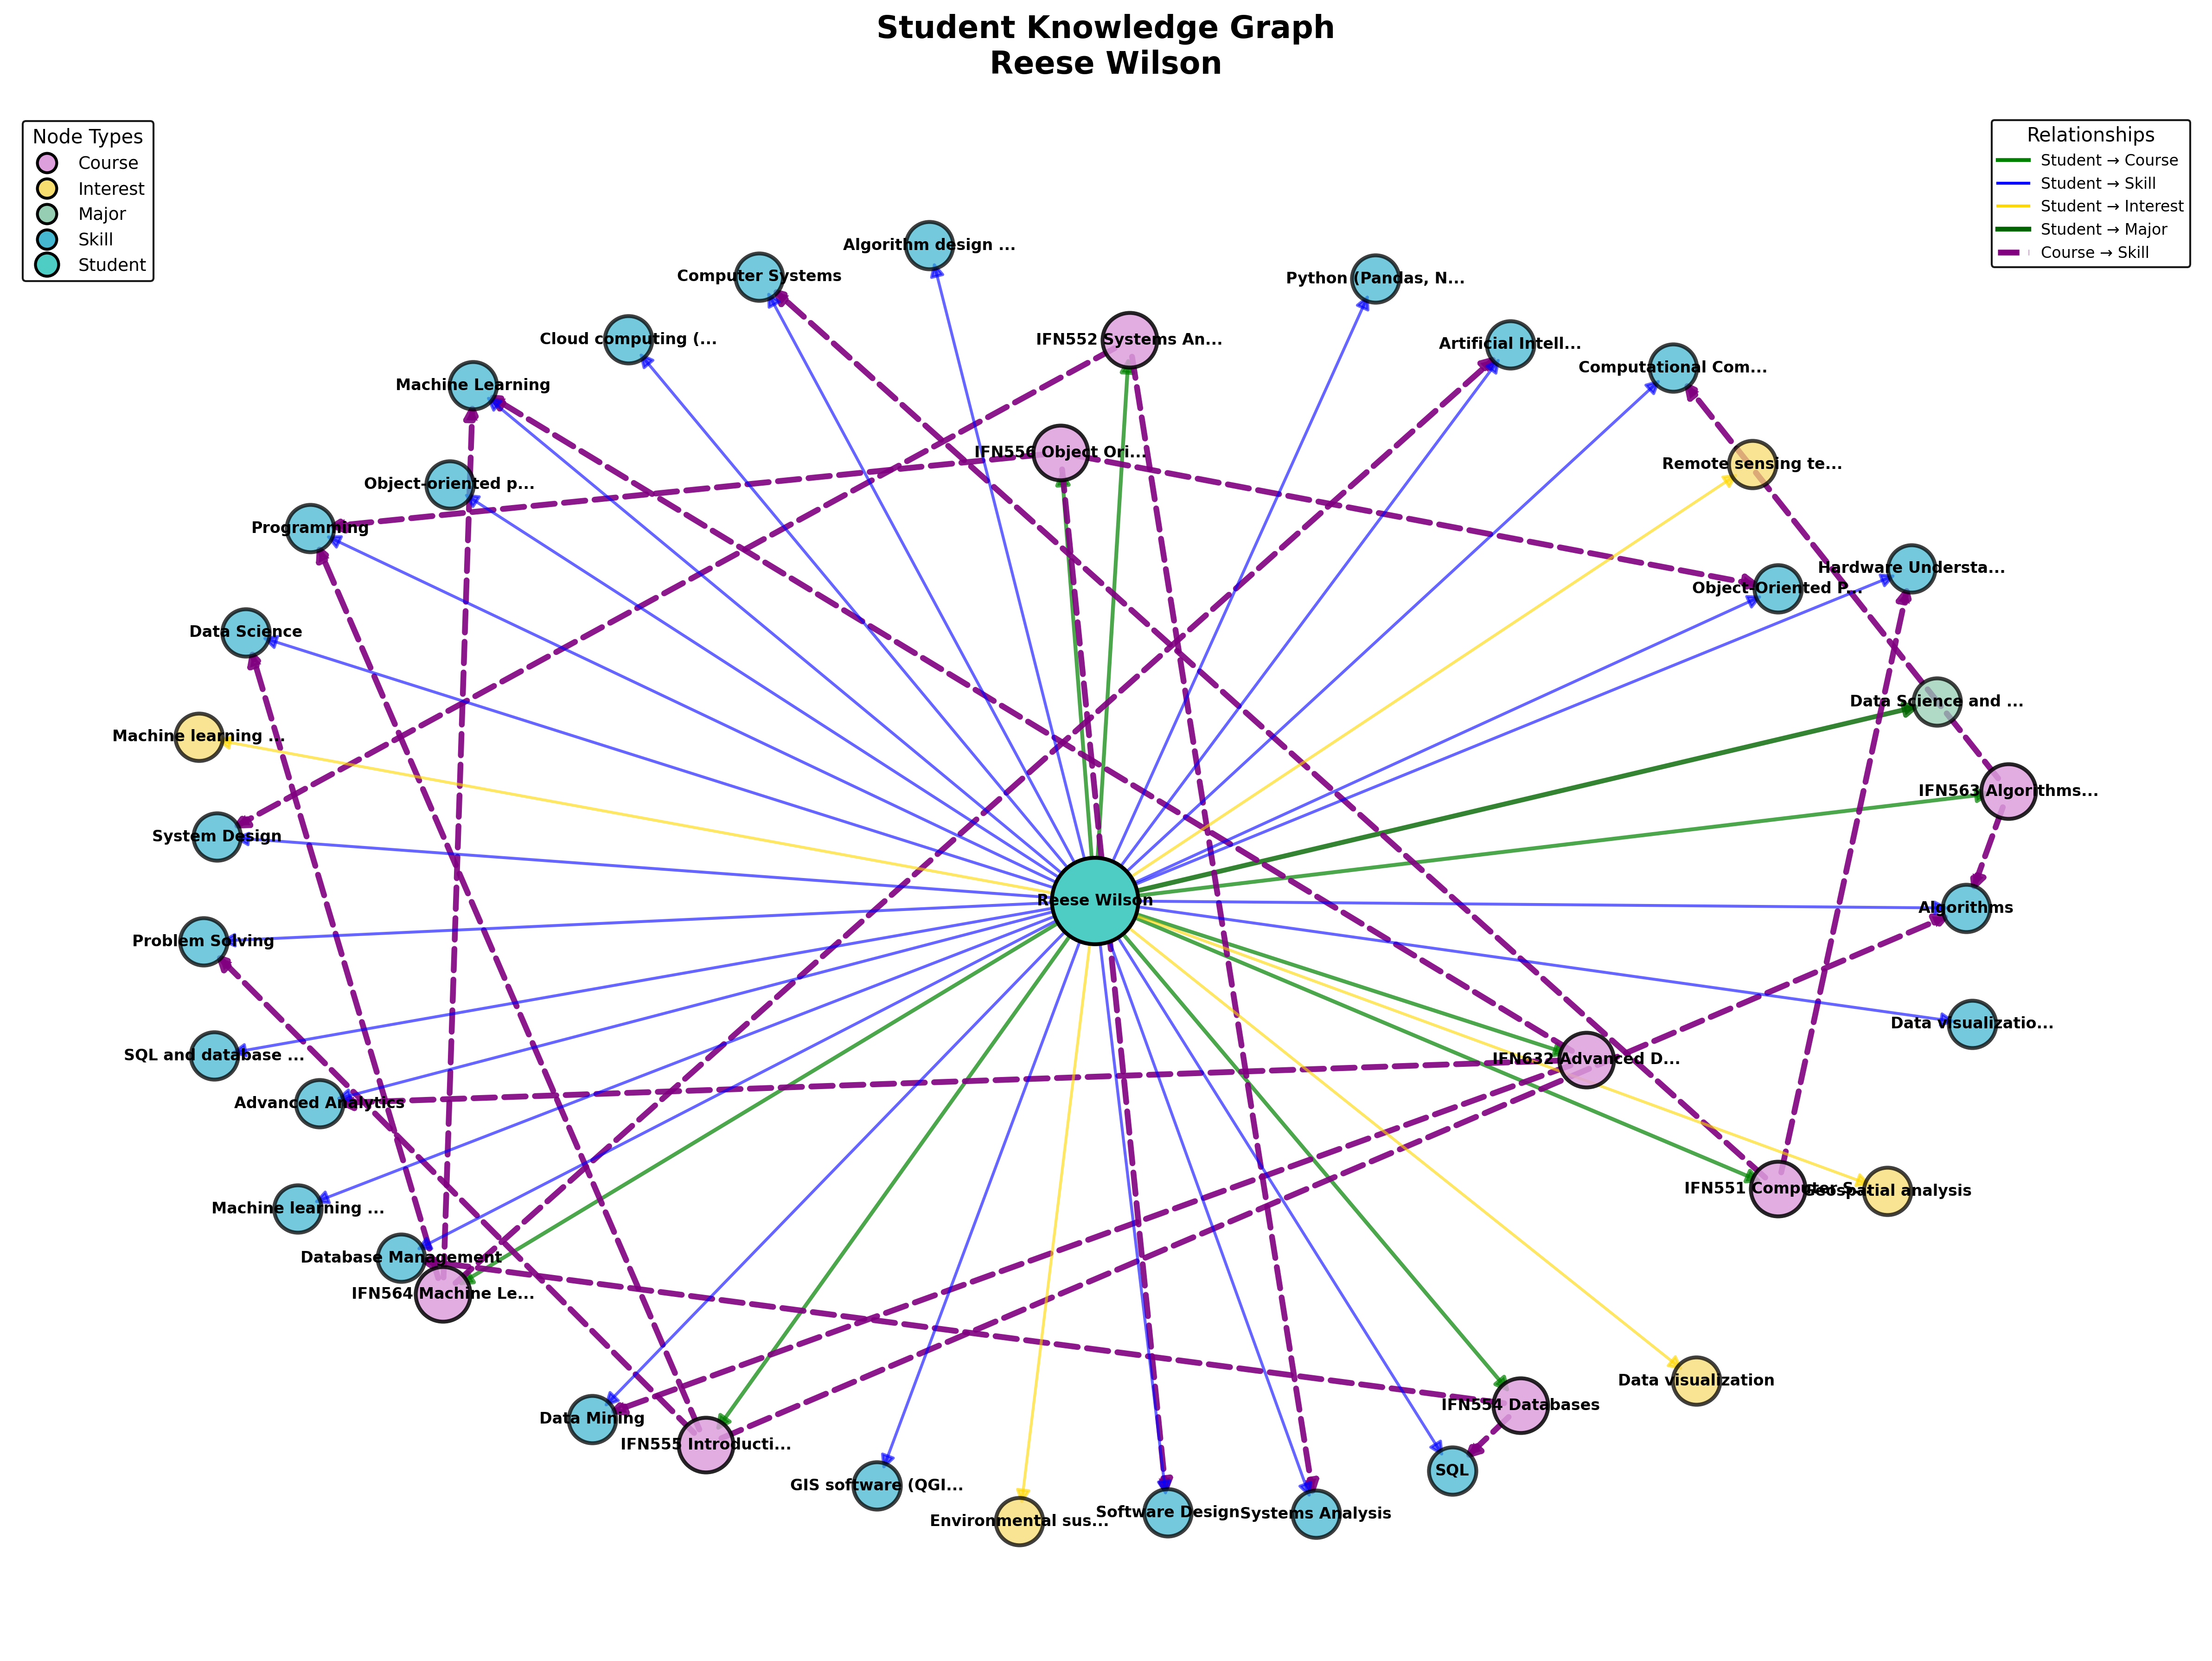 Student Knowledge Graph
Reese Wilson
Node Types
Course
Interest
Major
Skill
Student
Relationships
Student → Course
Student → Skill
Student → Interest
Student → Major
Course → Skill
Algorithm design ...
Computer Systems
Python (Pandas, N...
Cloud computing (...
IFN552 Systems An...
Artificial Intell...
Computational Com...
Machine Learning
IFN556 Object Ori...
Remote sensing te...
Object-oriented p...
Programming
Hardware Understa...
Object-Oriented P...
Data Science
Data Science and ...
Machine learning ...
IFN563 Algorithms...
System Design
Reese Wilson
Algorithms
Problem Solving
Data visualizatio...
SQL and database ...
IFN632 Advanced D...
Advanced Analytics
IFN551 Computer S...
Geospatial analysis
Machine learning ...
Database Management
IFN564 Machine Le...
Data visualization
IFN554 Databases
Data Mining
IFN555 Introducti...
SQL
GIS software (QGI...
Environmental sus...
Software Design
Systems Analysis